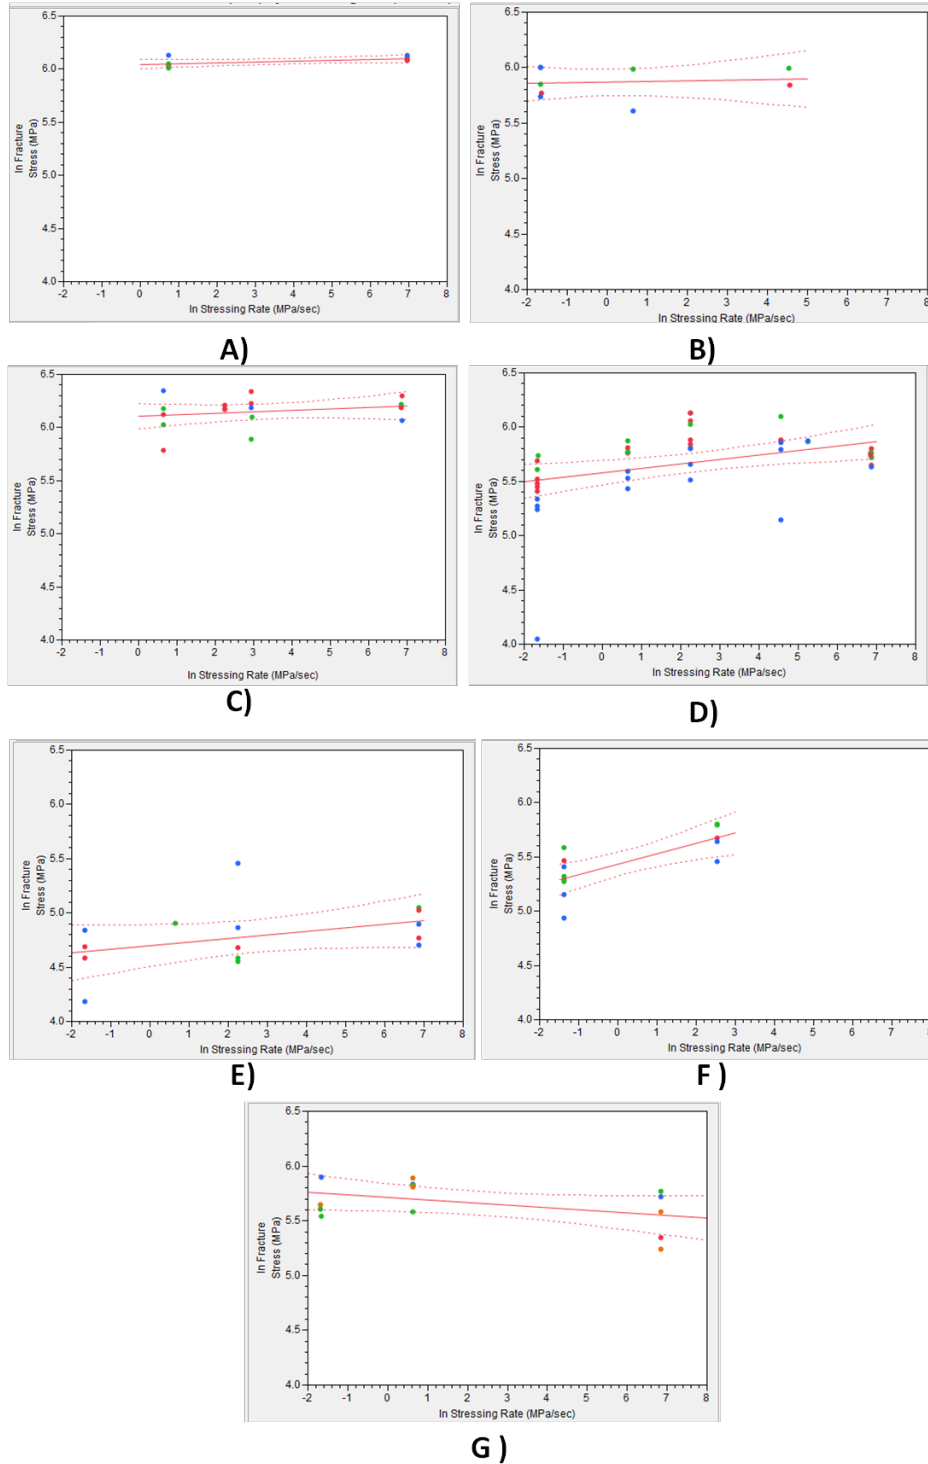 6.5
6.0
5.5
5.0
4.5
4.0
ln Fracture
Stress (MPa)
-2 -1 0 1 2 3 4 5 6 7 8
ln Stressing Rate (MPa/sec)
A)
6.5
6.0
5.5
5.0
4.5
4.0
ln Fracture
Stress (MPa)
-2 -1 0 1 2 3 4 5 6 7 8
ln Stressing Rate (MPa/sec)
B)
6.5
6.0
5.5
5.0
4.5
4.0
ln Fracture
Stress (MPa)
-2 -1 0 1 2 3 4 5 6 7 8
ln Stressing Rate (MPa/sec)
C)
6.5
6.0
5.5
5.0
4.5
4.0
ln Fracture
Stress (MPa)
-2 -1 0 1 2 3 4 5 6 7 8
ln Stressing Rate (MPa/sec)
D)
6.5
6.0
5.5
5.0
4.5
4.0
ln Fracture
Stress (MPa)
-2 -1 0 1 2 3 4 5 6 7 8
ln Stressing Rate (MPa/sec)
E)
6.5
6.0
5.5
5.0
4.5
4.0
ln Fracture
Stress (MPa)
-2 -1 0 1 2 3 4 5 6 7 8
ln Stressing Rate (MPa/sec)
F )
6.5
6.0
5.5
5.0
4.5
4.0
ln Fracture
Stress (MPa)
-2 -1 0 1 2 3 4 5 6 7 8
ln Stressing Rate (MPa/sec)
G )